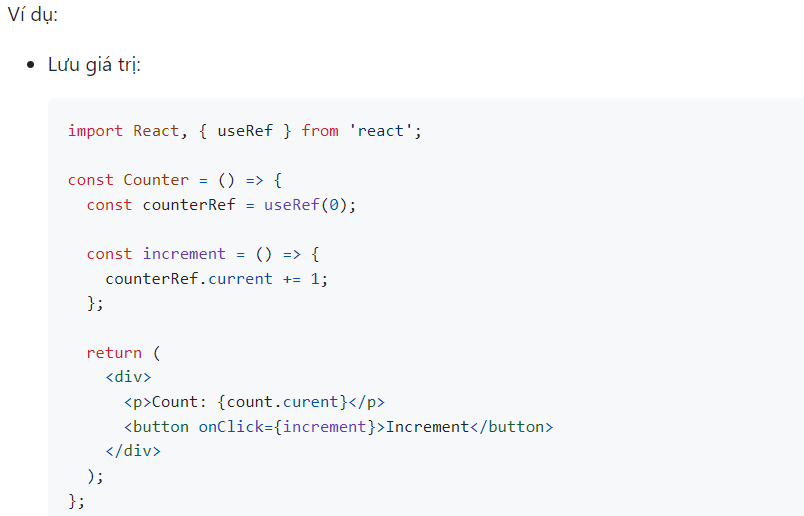 Ví dụ:
• Lưu giá trị:
import React, { useRef } from 'react';
const Counter = () => {
  const counterRef = useRef(0);
  const increment = () => {
    counterRef.current += 1;
  };
  return (
    <div>
      <p>Count: {count.curent}</p>
      <button onClick={increment}>Increment</button>
    </div>
  );
};